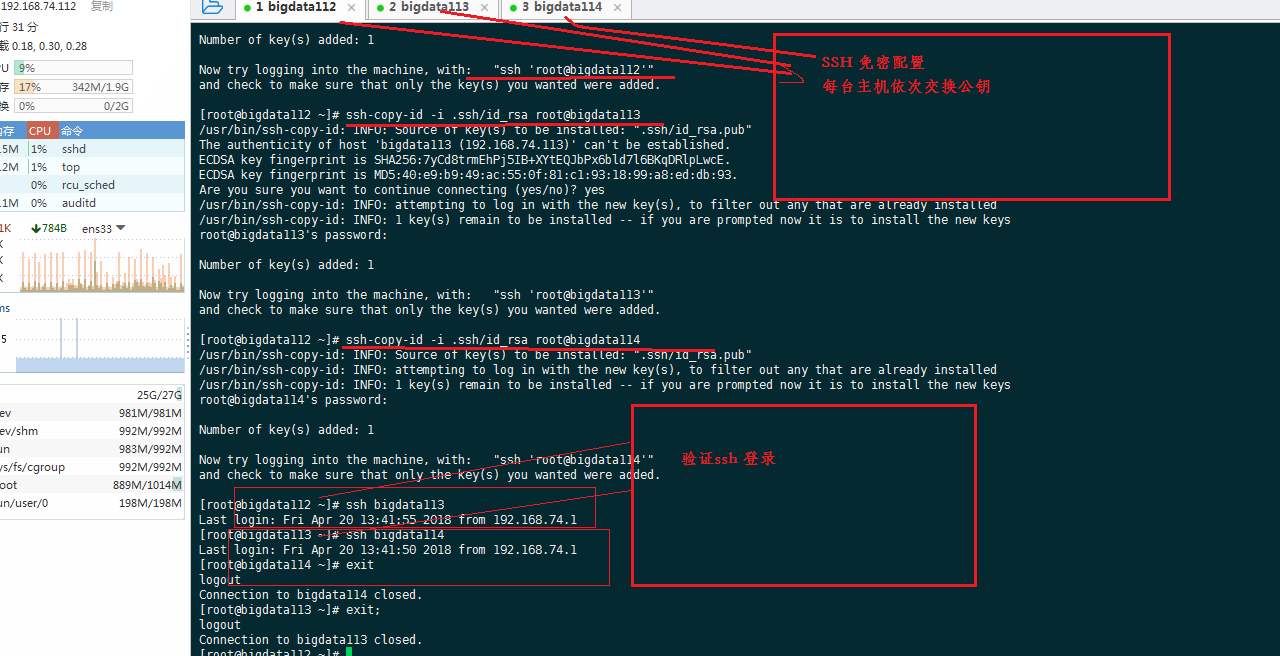 192.168.74.112 复制
1 bigdata112 × 2 bigdata113 × 3 bigdata114 ×
行 31 分
载 0.18, 0.30, 0.28
PU 9%
存 17% 342M/1.9G
换 0% 0/2G
内存 CPU 命令
.5M 1% sshd
.2M 1% top
0% rcu_sched
.1M 0% auditd
1K 784B ens33
K
K
K
ms
5
25G/27G
ev 981M/981M
ev/shm 992M/992M
un 983M/992M
ys/fs/cgroup 992M/992M
oot 889M/1014M
un/user/0 198M/198M
Number of key(s) added: 1
Now try logging into the machine, with:   "ssh 'root@bigdata112'"
and check to make sure that only the key(s) you wanted were added.
[root@bigdata112 ~]# ssh-copy-id -i .ssh/id_rsa root@bigdata113
/usr/bin/ssh-copy-id: INFO: Source of key(s) to be installed: ".ssh/id_rsa.pub"
The authenticity of host 'bigdata113 (192.168.74.113)' can't be established.
ECDSA key fingerprint is SHA256:7yCd8trmEhPj5IB+XYtEQJbPx6bld7l6BKqDRlpLwcE.
ECDSA key fingerprint is MD5:40:e9:b9:49:ac:55:0f:81:c1:93:18:99:a8:ed:db:93.
Are you sure you want to continue connecting (yes/no)? yes
/usr/bin/ssh-copy-id: INFO: attempting to log in with the new key(s), to filter out any that are already installed
/usr/bin/ssh-copy-id: INFO: 1 key(s) remain to be installed -- if you are prompted now it is to install the new keys
root@bigdata113's password:
Number of key(s) added: 1
Now try logging into the machine, with:   "ssh 'root@bigdata113'"
and check to make sure that only the key(s) you wanted were added.
[root@bigdata112 ~]# ssh-copy-id -i .ssh/id_rsa root@bigdata114
/usr/bin/ssh-copy-id: INFO: Source of key(s) to be installed: ".ssh/id_rsa.pub"
/usr/bin/ssh-copy-id: INFO: attempting to log in with the new key(s), to filter out any that are already installed
/usr/bin/ssh-copy-id: INFO: 1 key(s) remain to be installed -- if you are prompted now it is to install the new keys
root@bigdata114's password:
Number of key(s) added: 1
Now try logging into the machine, with:   "ssh 'root@bigdata114'"
and check to make sure that only the key(s) you wanted were added.
[root@bigdata112 ~]# ssh bigdata113
Last login: Fri Apr 20 13:41:55 2018 from 192.168.74.1
[root@bigdata113 ~]# ssh bigdata114
Last login: Fri Apr 20 13:41:50 2018 from 192.168.74.1
[root@bigdata114 ~]# exit
logout
Connection to bigdata114 closed.
[root@bigdata113 ~]# exit;
logout
Connection to bigdata113 closed.
[root@bigdata112 ~]#
SSH 免密配置
每台主机依次交换公钥
验证ssh 登录